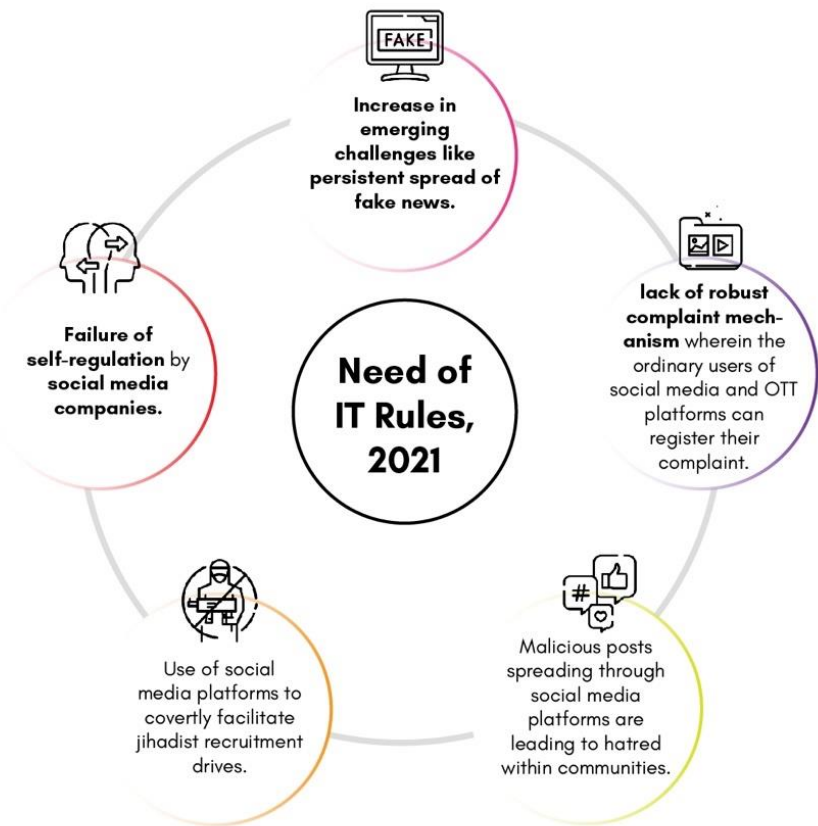 FAKE
Increase in
emerging
challenges like
persistent spread of
fake news.
lack of robust
complaint mech-
anism wherein the
ordinary users of
social media and OTT
platforms can
register their
complaint.
Failure of
self-regulation by
social media
companies.
Need of
IT Rules,
2021
#
Malicious posts
spreading through
social media
platforms are
leading to hatred
within communities.
Use of social
media platforms to
covertly facilitate
jihadist recruitment
drives.